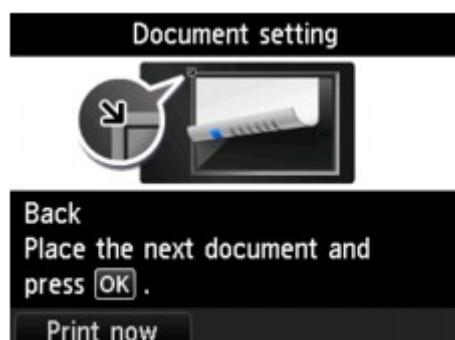 Document setting
Back
Place the next document and
press OK .
Print now